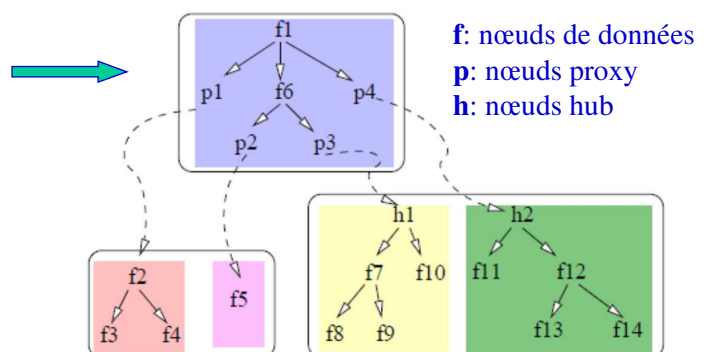 f1
f: nœuds de données
p1 f6 p4
p: nœuds proxy
h: nœuds hub
p2 p3
h1 h2
f2 f7 f10 f11 f12
f5
f3 f4 f8 f9 f13 f14